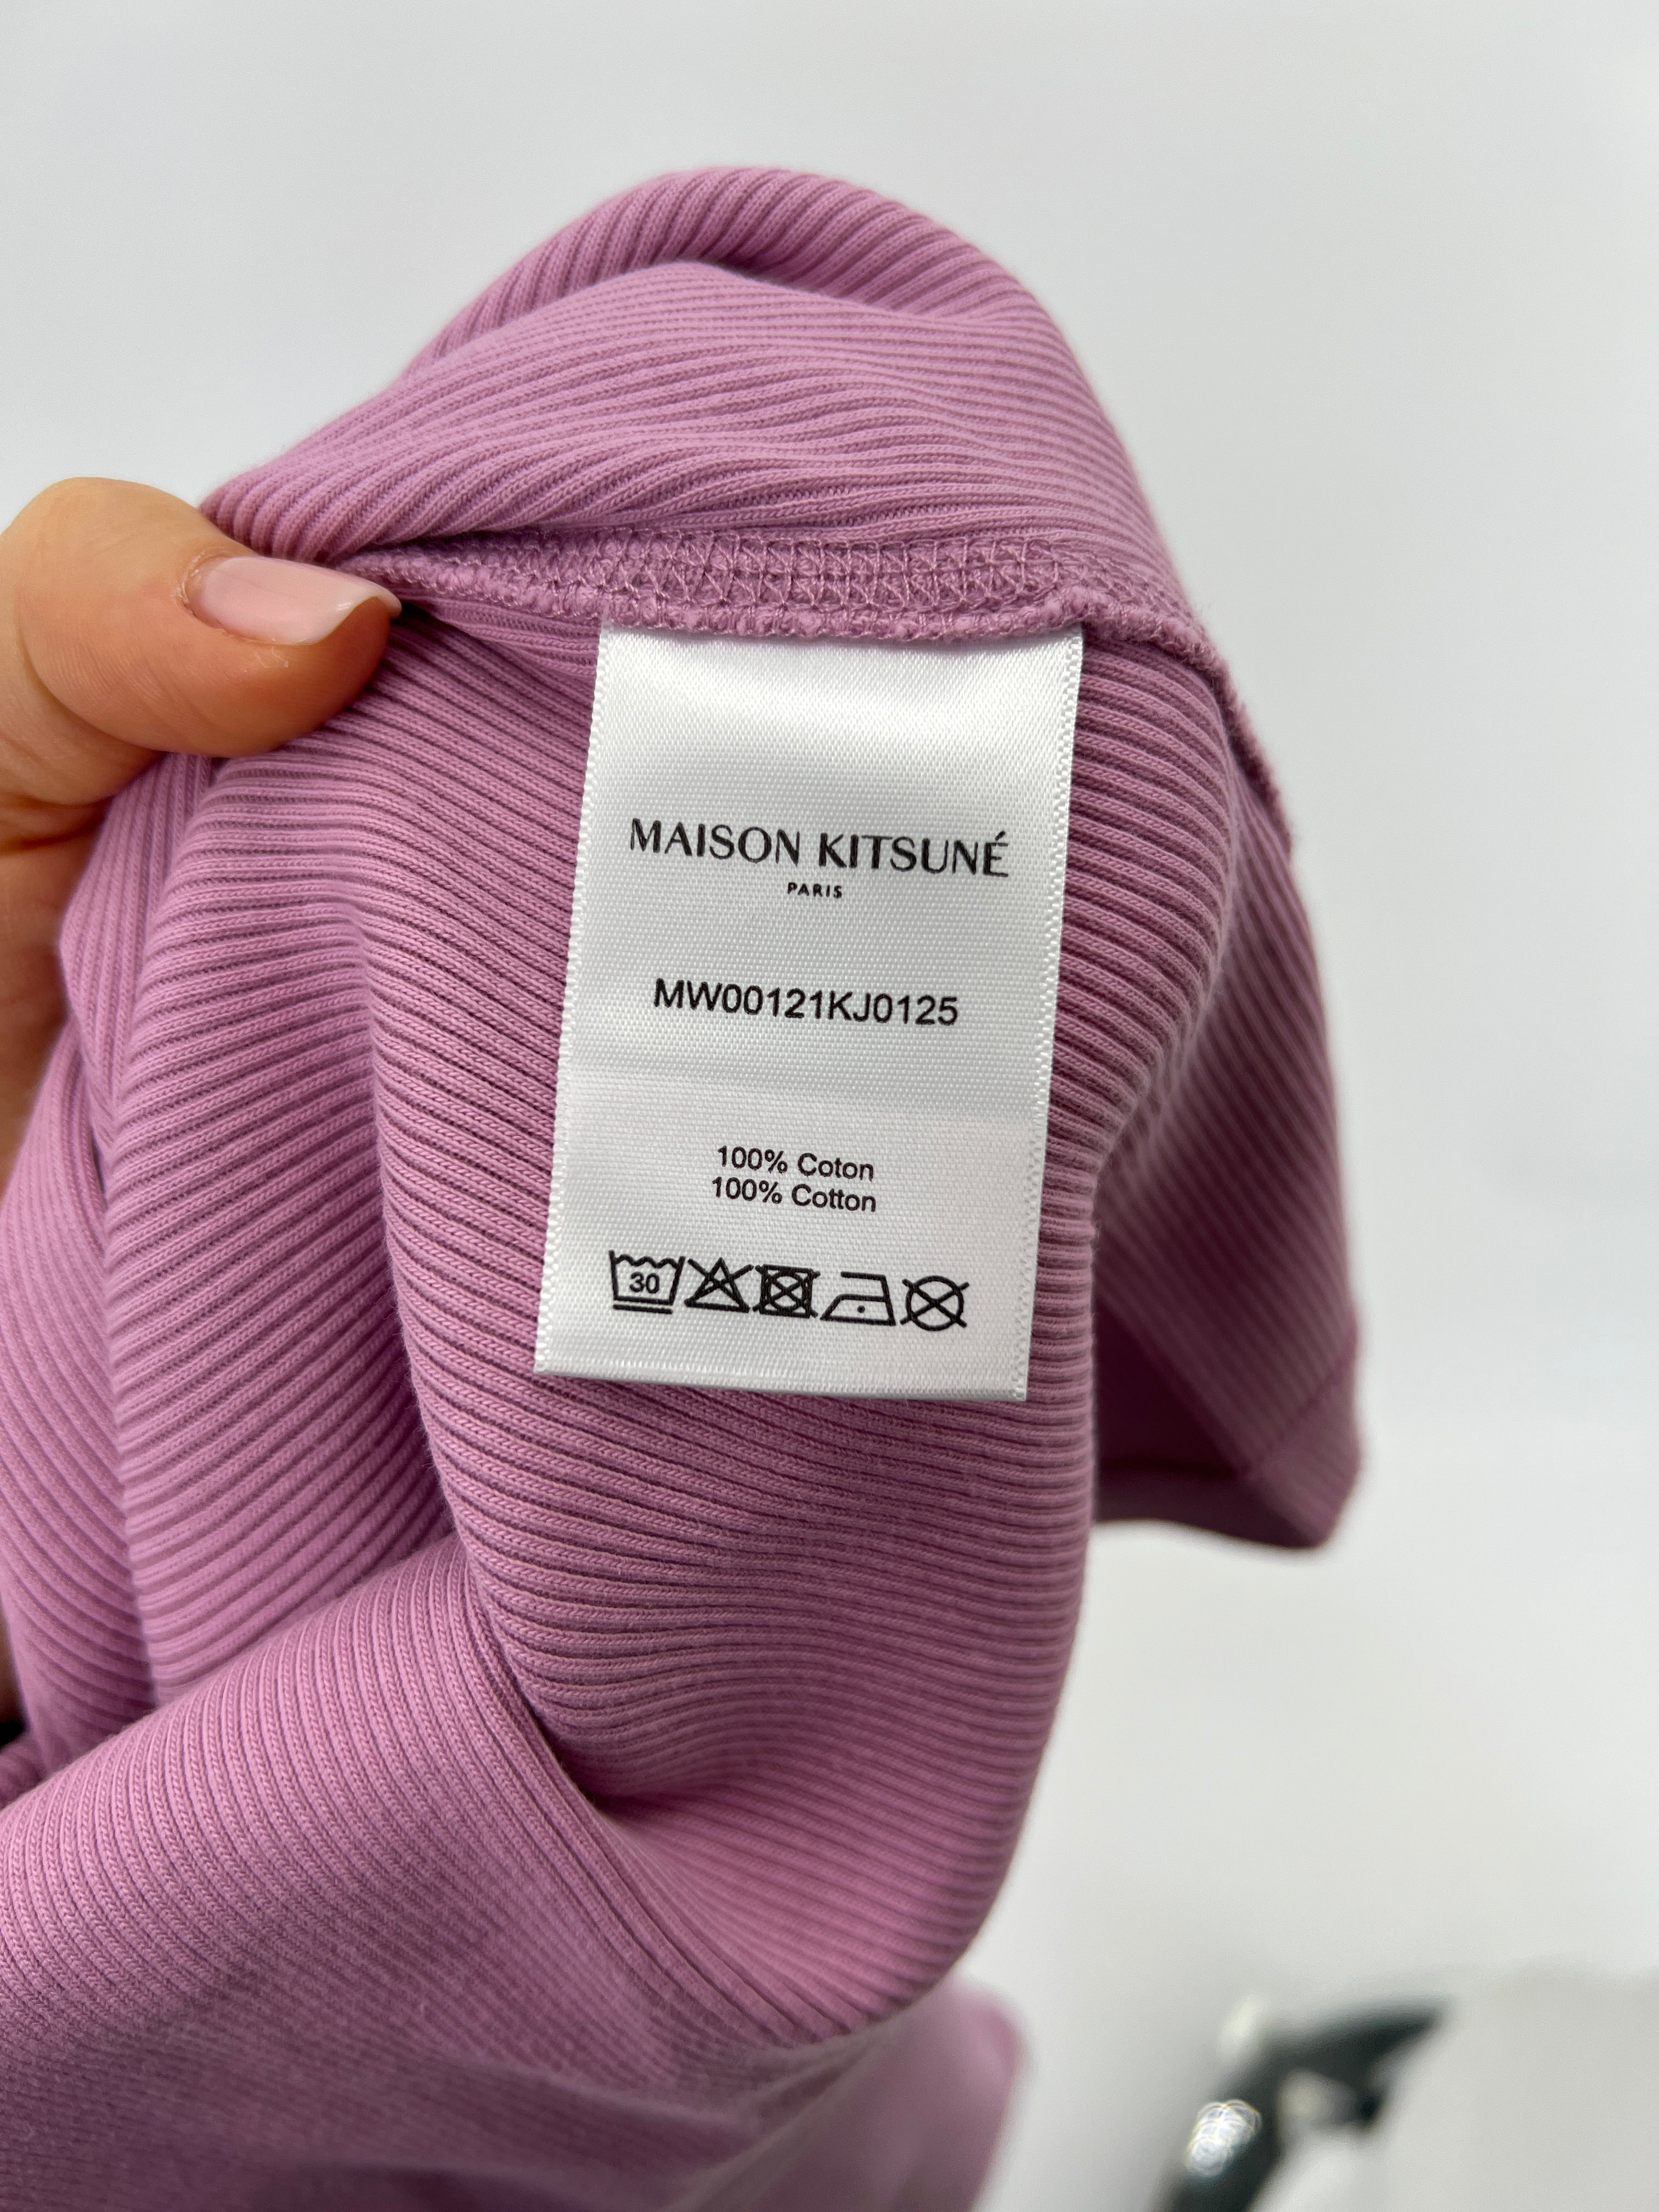 MAISON KITSUNÉ
PARIS
MW00121KJ0125
100% Coton
100% Cotton
30